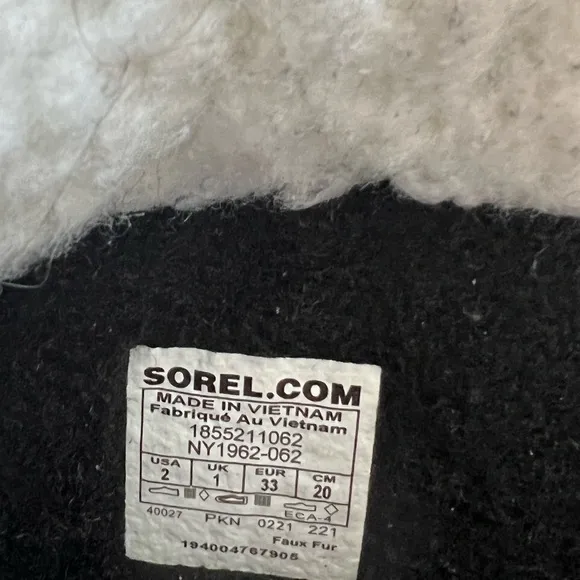 SOREL.COM
MADE IN VIETNAM
Fabriqué Au Vietnam
1855211062
NY1962-062
USA UK EUR CM
2 1 33 20
ECA-4
40027 PKN 0221 221
Faux Fur
194004767905